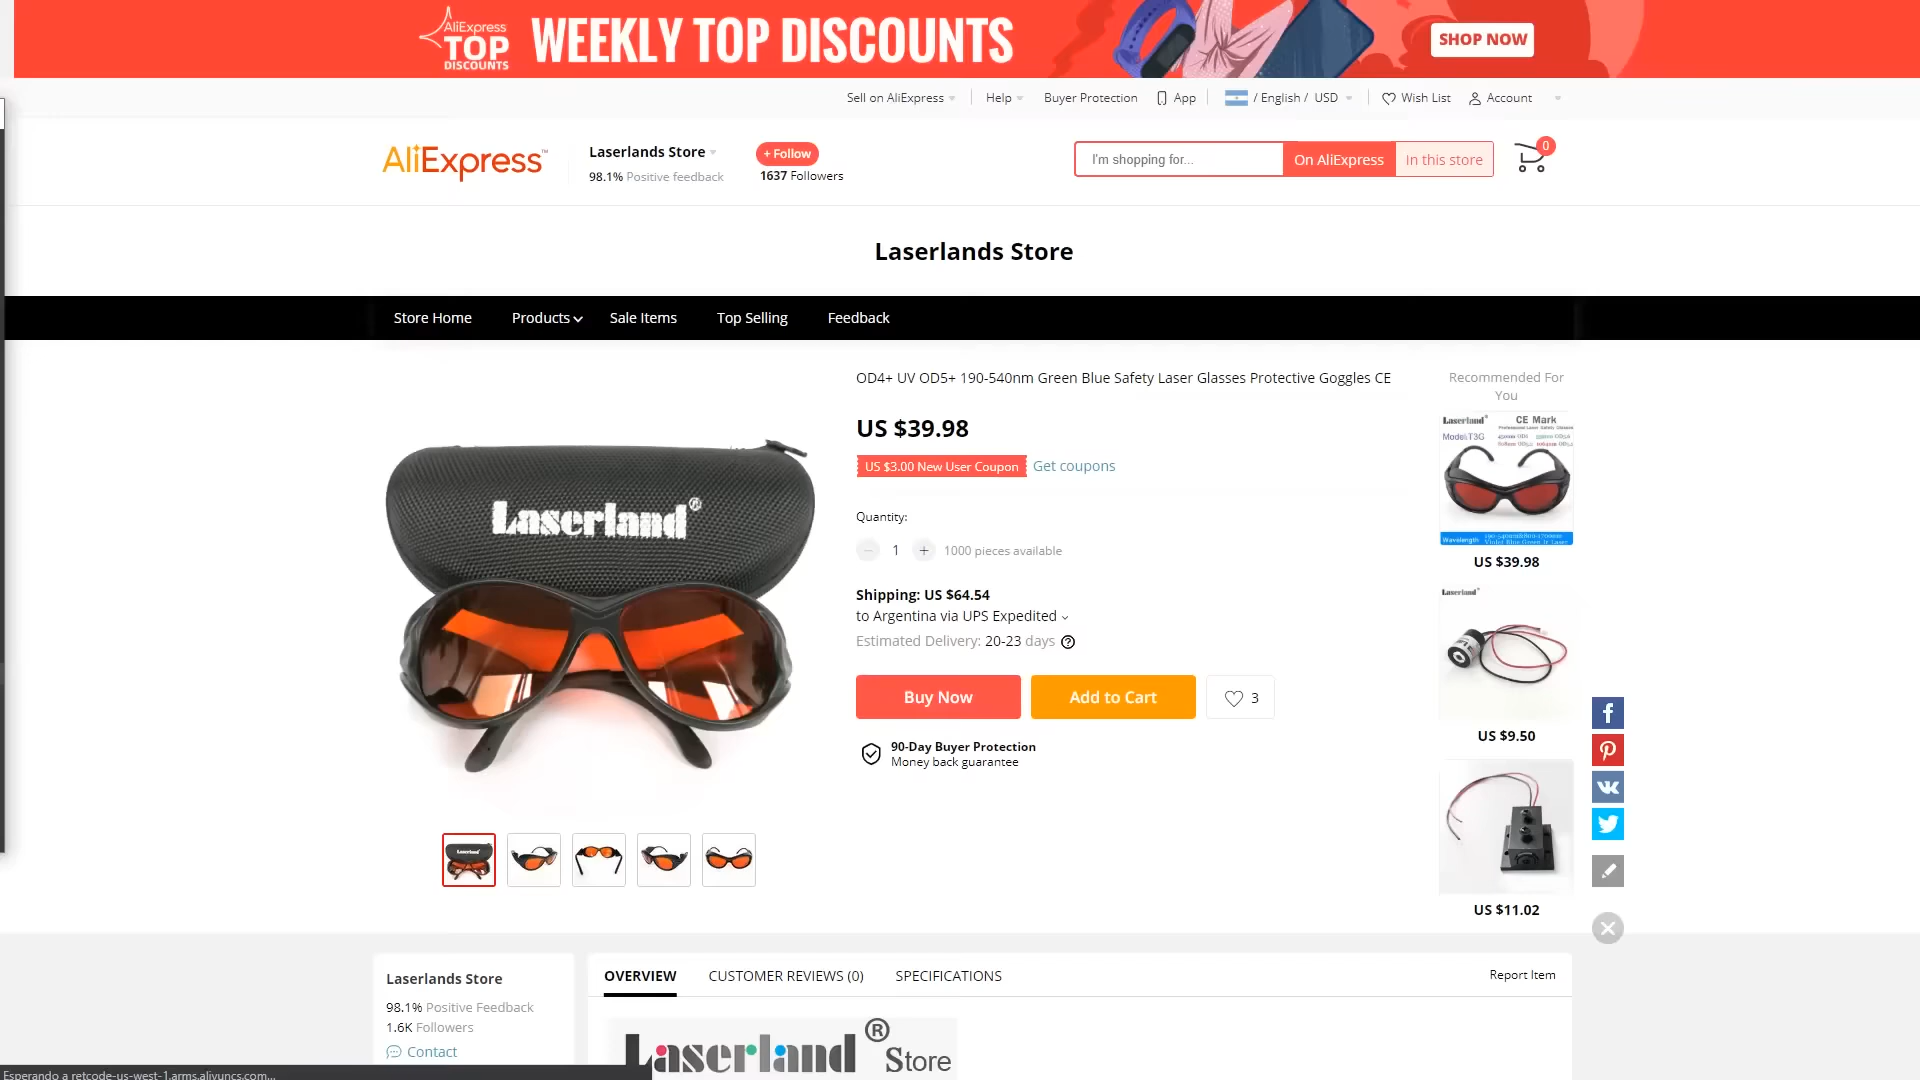 AliExpress
TOP
DISCOUNTS
WEEKLY TOP DISCOUNTS
SHOP NOW
Sell on AliExpress
Help
Buyer Protection
App
/ English / USD
Wish List
Account
AliExpress™
Laserlands Store
98.1% Positive feedback
+ Follow
1637 Followers
I'm shopping for...
On AliExpress
In this store
0
Laserlands Store
Store Home
Products
Sale Items
Top Selling
Feedback
Laserland®
Laserland
OD4+ UV OD5+ 190-540nm Green Blue Safety Laser Glasses Protective Goggles CE
US $39.98
US $3.00 New User Coupon
Get coupons
Quantity:
1
1000 pieces available
Shipping: US $64.54
to Argentina via UPS Expedited
Estimated Delivery: 20-23 days
Buy Now
Add to Cart
3
90-Day Buyer Protection
Money back guarantee
Recommended For
You
Laserland®
CE Mark
Professional Laser Safety Glasses
Model:T3G
Wavelength
Violet Blue Green Ir Laser
US $39.98
Laserland®
US $9.50
US $11.02
Laserlands Store
98.1% Positive Feedback
1.6K Followers
Contact
OVERVIEW
CUSTOMER REVIEWS (0)
SPECIFICATIONS
Report Item
Laserland® Store
Esperando a retcode-us-west-1.arms.aliyuncs.com...